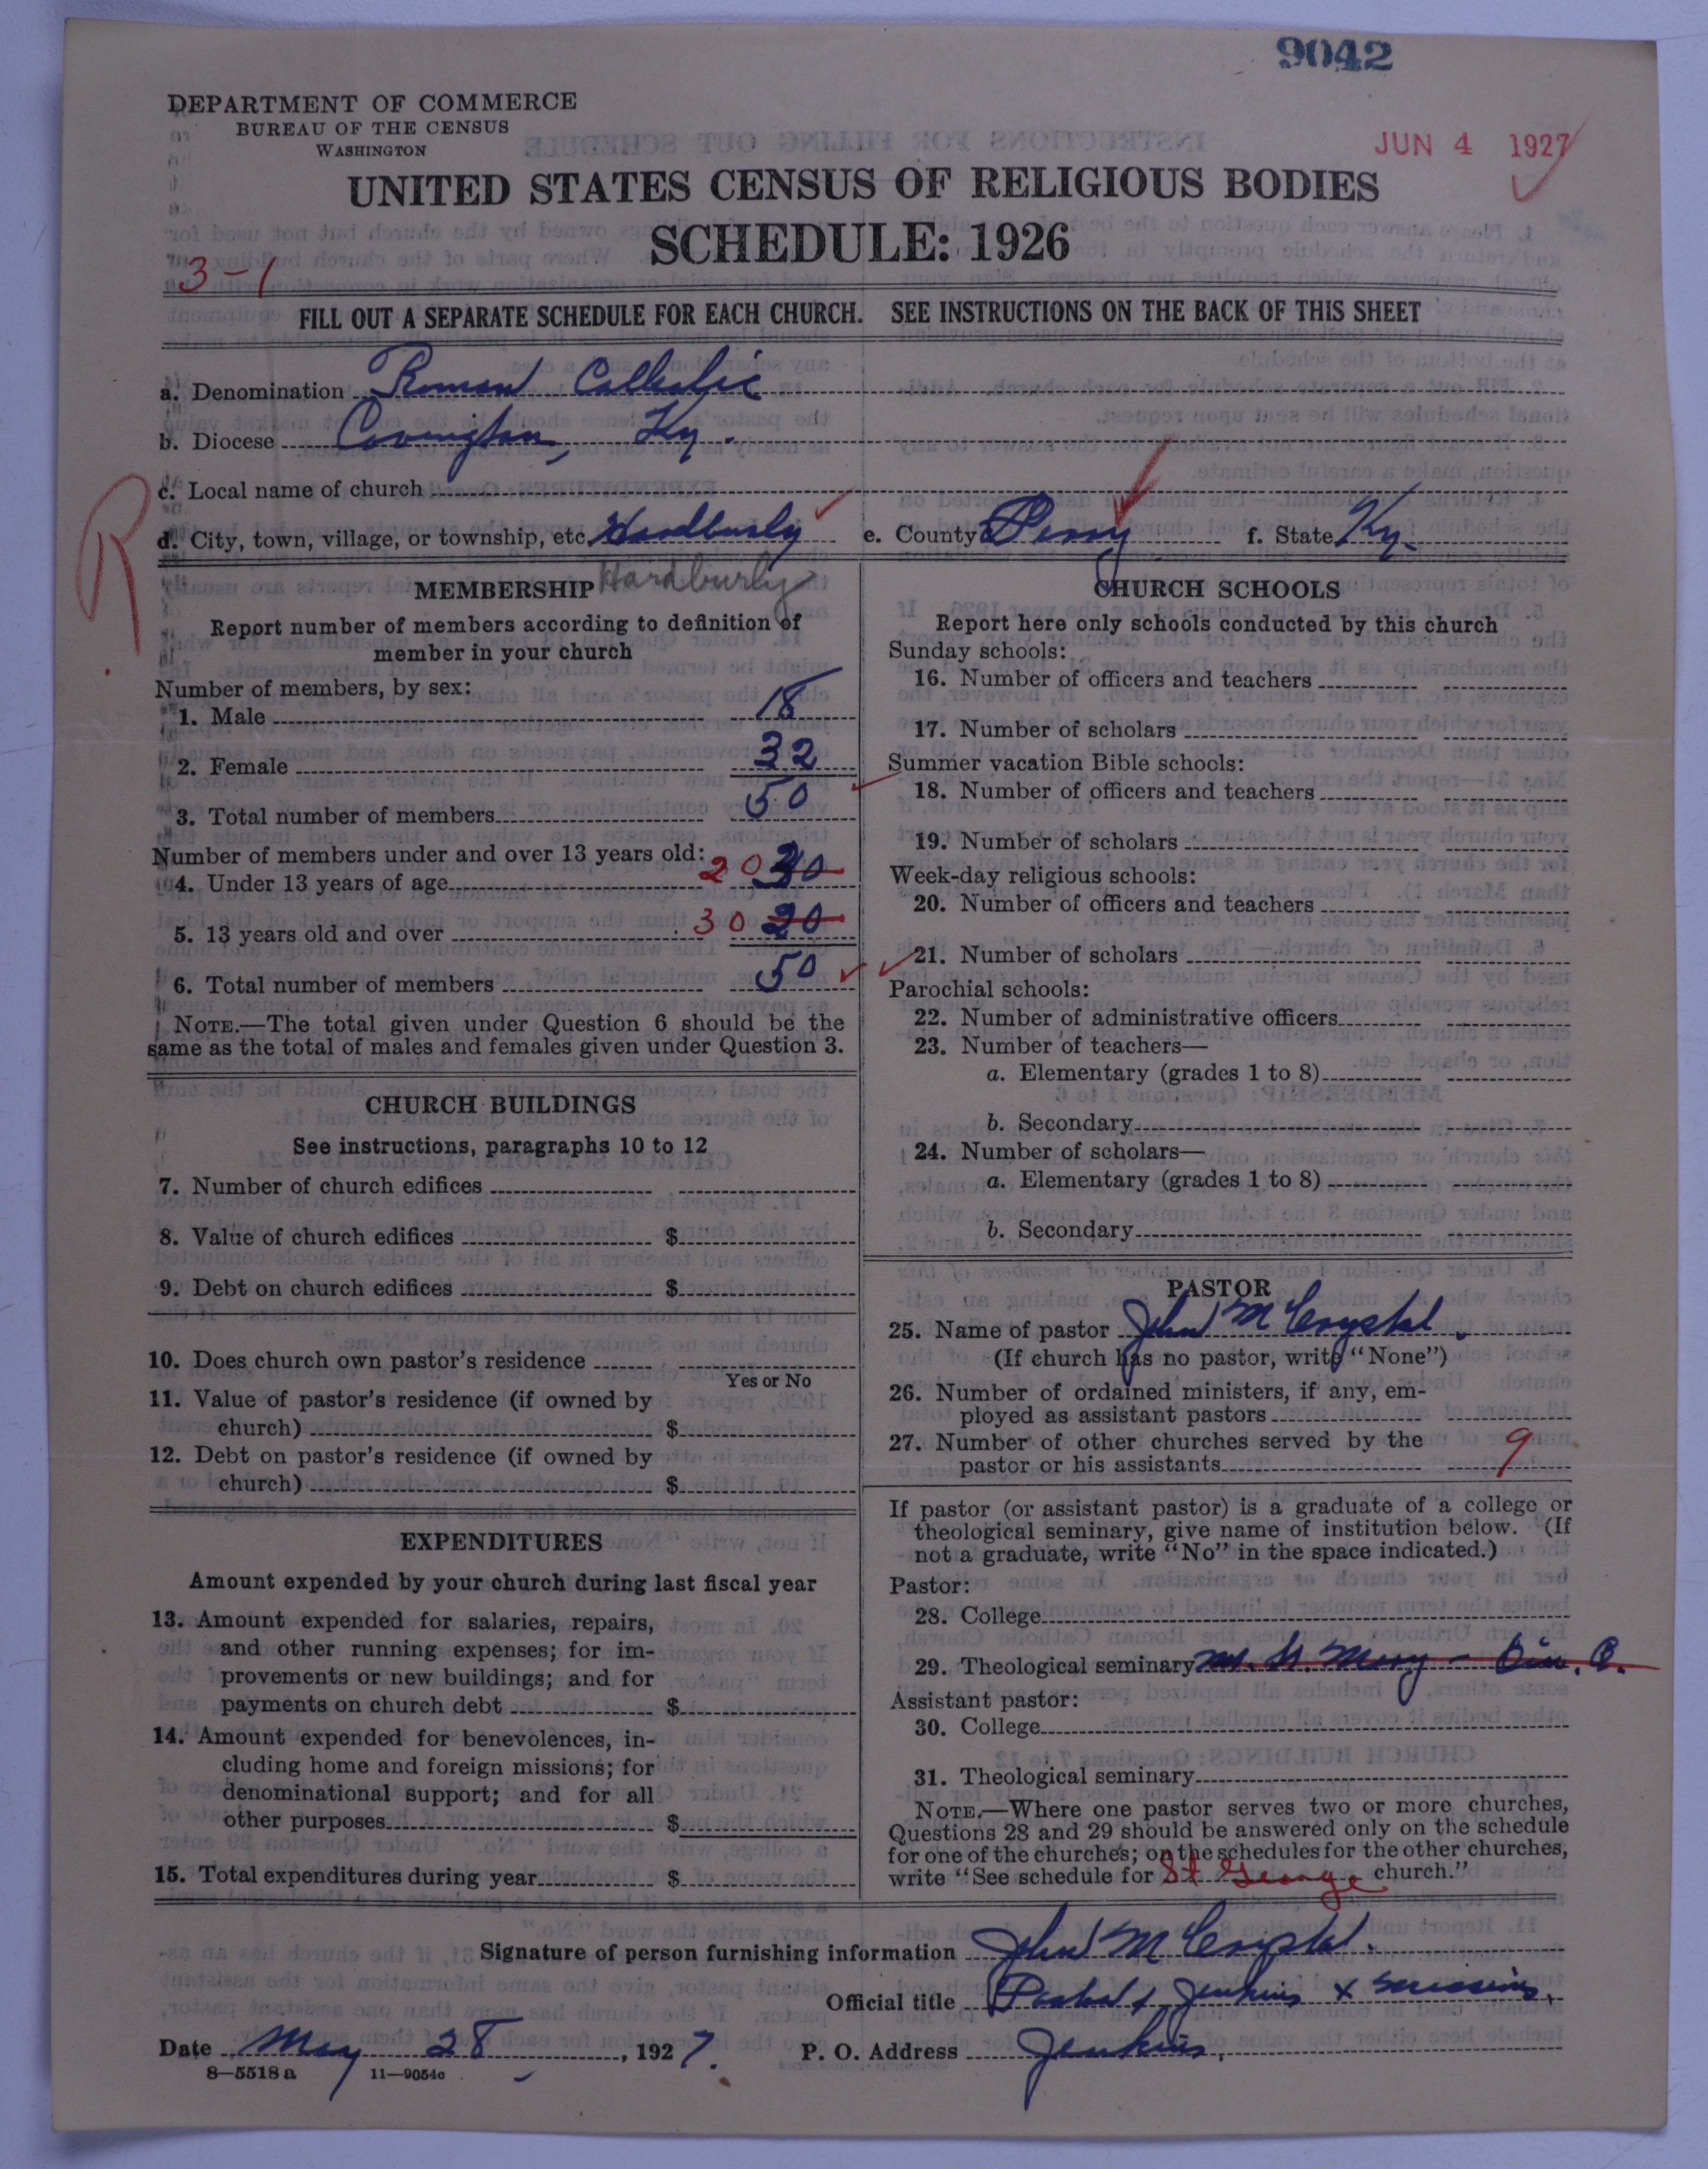 9042
DEPARTMENT OF COMMERCE
BUREAU OF THE CENSUS
WASHINGTON
JUN 4 1927
UNITED STATES CENSUS OF RELIGIOUS BODIES
SCHEDULE: 1926
3-1
FILL OUT A SEPARATE SCHEDULE FOR EACH CHURCH. SEE INSTRUCTIONS ON THE BACK OF THIS SHEET
a. Denomination Roman Catholic
b. Diocese Covington, Ky.
c. Local name of church
R
d. City, town, village, or township, etc. Hardburly e. County Perry f. State Ky.
Hardburly
MEMBERSHIP
Report number of members according to definition of
member in your church
Number of members, by sex:
1. Male 18
2. Female 32
3. Total number of members 50
Number of members under and over 13 years old:
4. Under 13 years of age 20 30
5. 13 years old and over 30 20
6. Total number of members 50
NOTE.—The total given under Question 6 should be the
same as the total of males and females given under Question 3.
CHURCH BUILDINGS
See instructions, paragraphs 10 to 12
7. Number of church edifices
8. Value of church edifices $
9. Debt on church edifices $
10. Does church own pastor's residence
Yes or No
11. Value of pastor's residence (if owned by
church) $
12. Debt on pastor's residence (if owned by
church) $
EXPENDITURES
Amount expended by your church during last fiscal year
13. Amount expended for salaries, repairs,
and other running expenses; for im-
provements or new buildings; and for
payments on church debt $
14. Amount expended for benevolences, in-
cluding home and foreign missions; for
denominational support; and for all
other purposes $
15. Total expenditures during year $
CHURCH SCHOOLS
Report here only schools conducted by this church
Sunday schools:
16. Number of officers and teachers
17. Number of scholars
Summer vacation Bible schools:
18. Number of officers and teachers
19. Number of scholars
Week-day religious schools:
20. Number of officers and teachers
21. Number of scholars
Parochial schools:
22. Number of administrative officers
23. Number of teachers—
a. Elementary (grades 1 to 8)
b. Secondary
24. Number of scholars—
a. Elementary (grades 1 to 8)
b. Secondary
PASTOR
25. Name of pastor John McCrystal.
(If church has no pastor, write "None")
26. Number of ordained ministers, if any, em-
ployed as assistant pastors
27. Number of other churches served by the
pastor or his assistants 9
If pastor (or assistant pastor) is a graduate of a college or
theological seminary, give name of institution below. (If
not a graduate, write "No" in the space indicated.)
Pastor:
28. College
29. Theological seminary Mt. St. Mary - Cin. O.
Assistant pastor:
30. College
31. Theological seminary
NOTE.—Where one pastor serves two or more churches,
Questions 28 and 29 should be answered only on the schedule
for one of the churches; on the schedules for the other churches,
write "See schedule for St George church."
Signature of person furnishing information John McCrystal.
Official title Pastor Jenkins & missions.
Date May 28, 1927. P. O. Address Jenkins,
8—5518 a 11—9054c